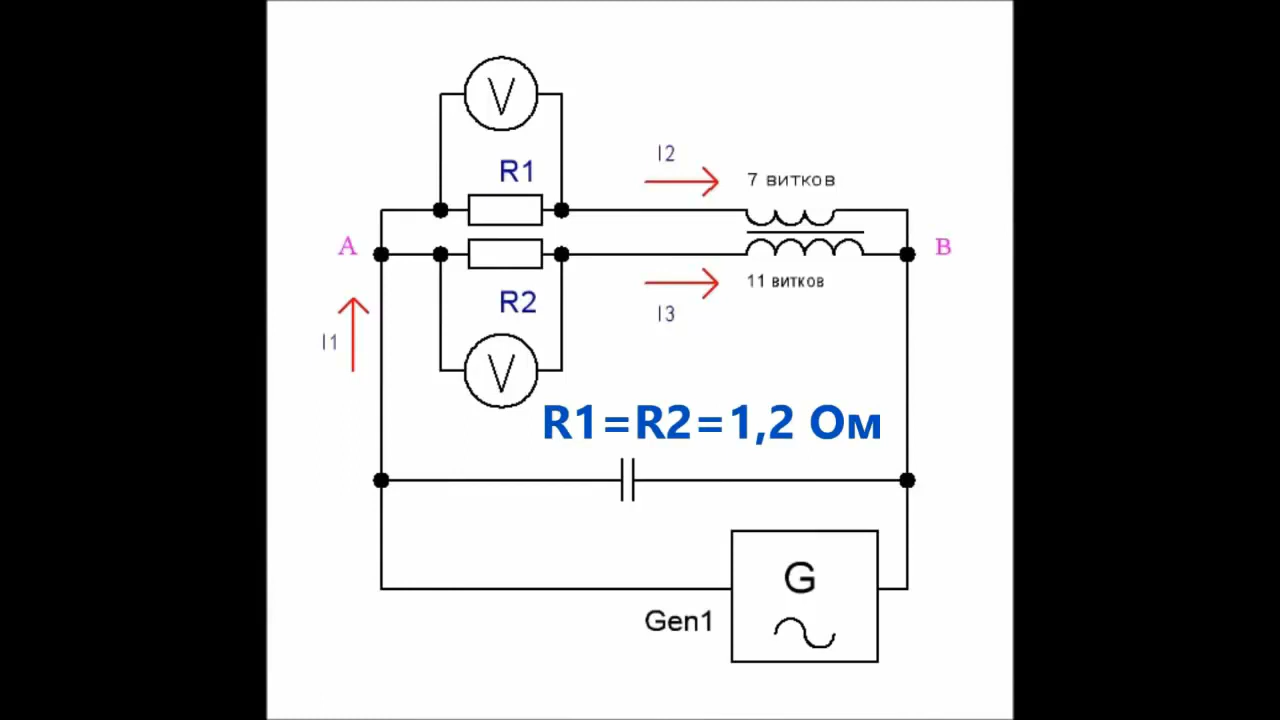 V
R1
I2
7 витков
A
B
R2
I3
11 витков
I1
V
R1=R2=1,2 Ом
G
Gen1